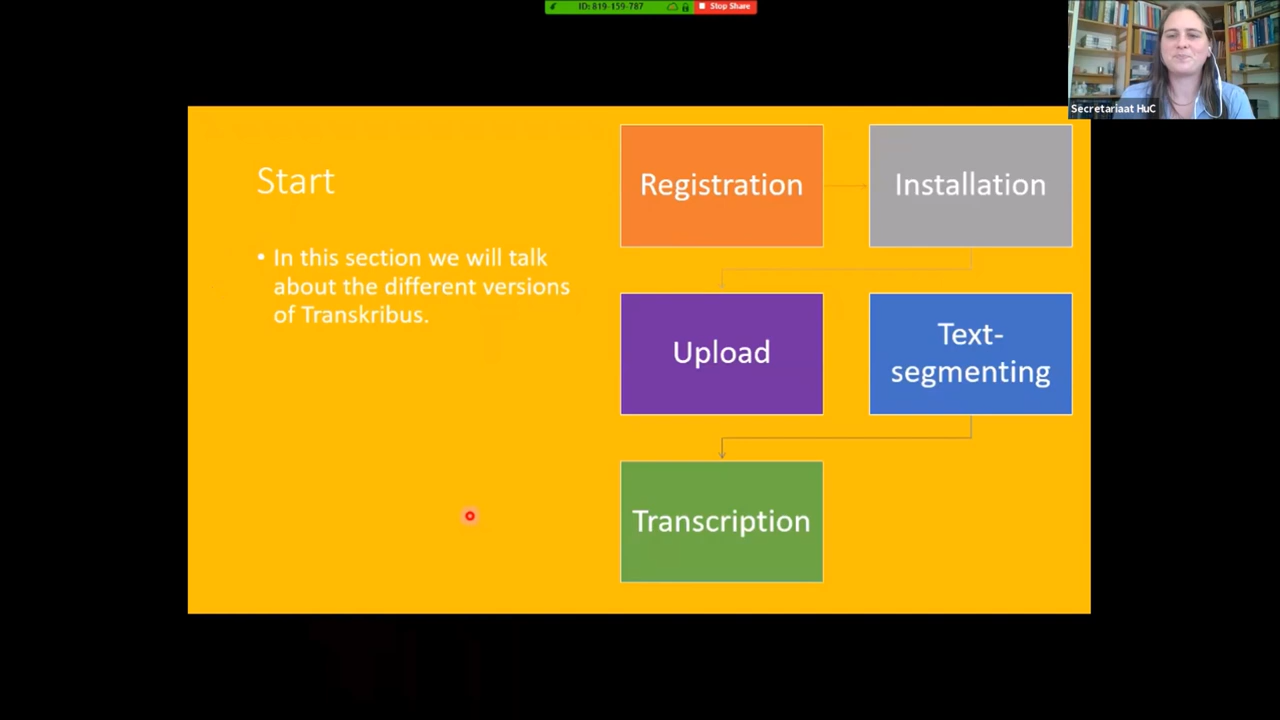 ID: 819-159-787 Stop Share
Secretariaat HuC
Start
• In this section we will talk
about the different versions
of Transkribus.
Registration
Installation
Upload
Text-
segmenting
Transcription